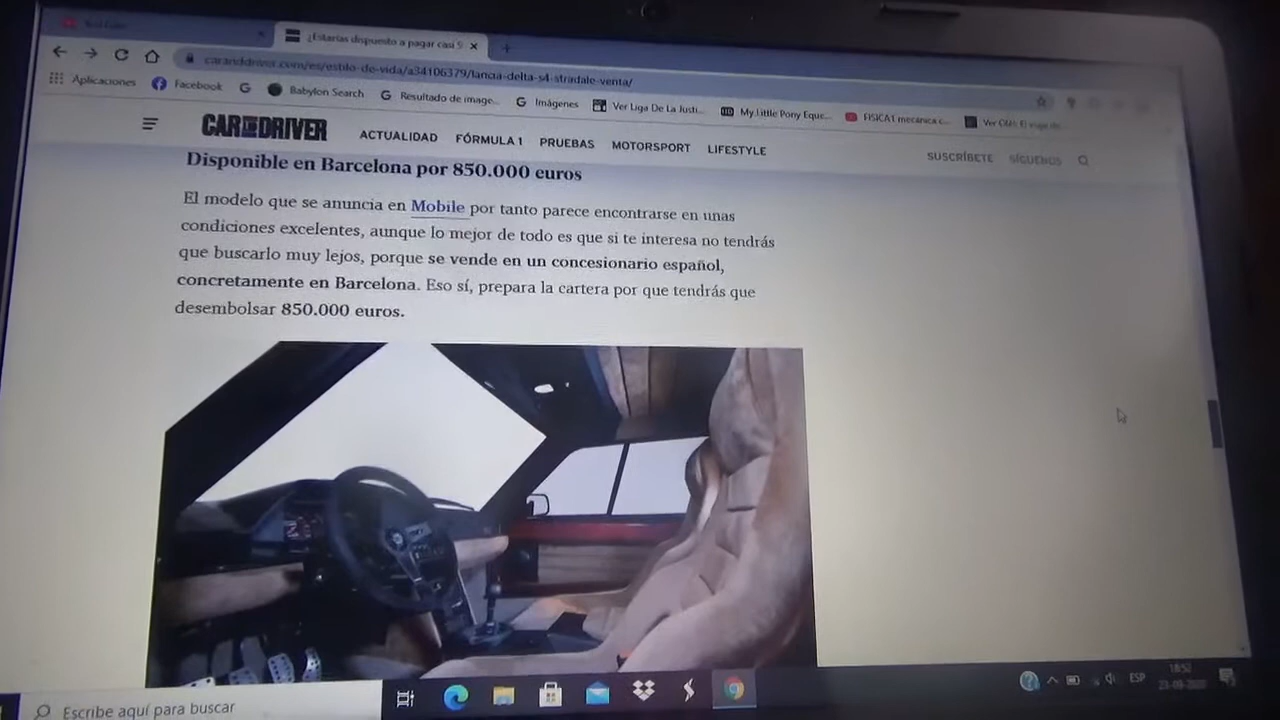 ¿Estarías dispuesto a pagar casi
caranddriver.com/es/estilo-de-vida/a34106379/lancia-delta-s4-stradale-venta/
Aplicaciones Facebook Babylon Search Resultado de image... Imágenes Ver Liga De La Justi... My Little Pony Eque... FISICA1 mecanica c...
CAR AND DRIVER ACTUALIDAD FÓRMULA 1 PRUEBAS MOTORSPORT LIFESTYLE SUSCRÍBETE SÍGUENOS
Disponible en Barcelona por 850.000 euros
El modelo que se anuncia en Mobile por tanto parece encontrarse en unas
condiciones excelentes, aunque lo mejor de todo es que si te interesa no tendrás
que buscarlo muy lejos, porque se vende en un concesionario español,
concretamente en Barcelona. Eso sí, prepara la cartera por que tendrás que
desembolsar 850.000 euros.
Escribe aquí para buscar
ESP
18:52